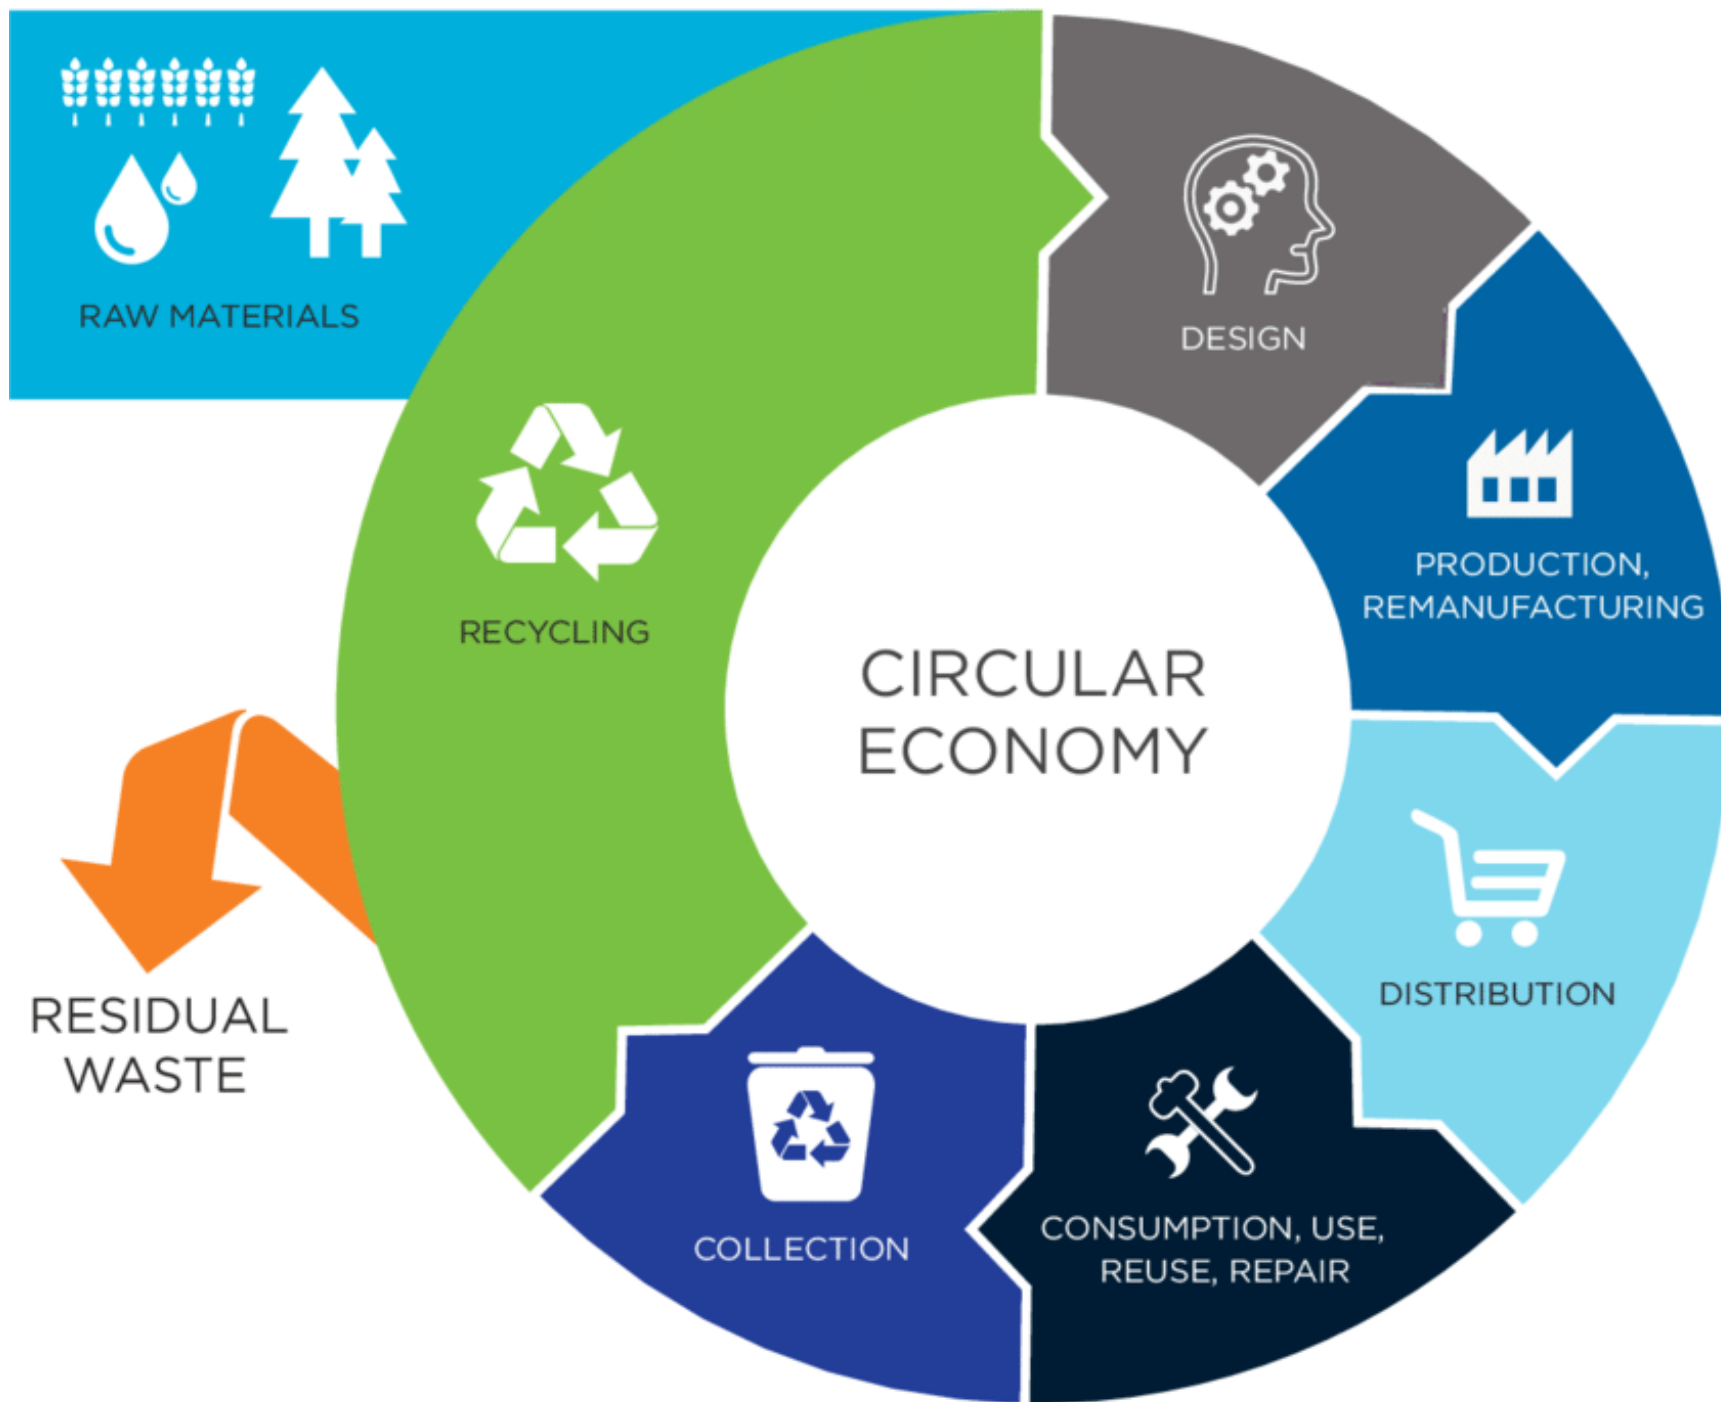 RAW MATERIALS
DESIGN
PRODUCTION,
REMANUFACTURING
DISTRIBUTION
CONSUMPTION, USE,
REUSE, REPAIR
COLLECTION
RECYCLING
RESIDUAL
WASTE
CIRCULAR
ECONOMY